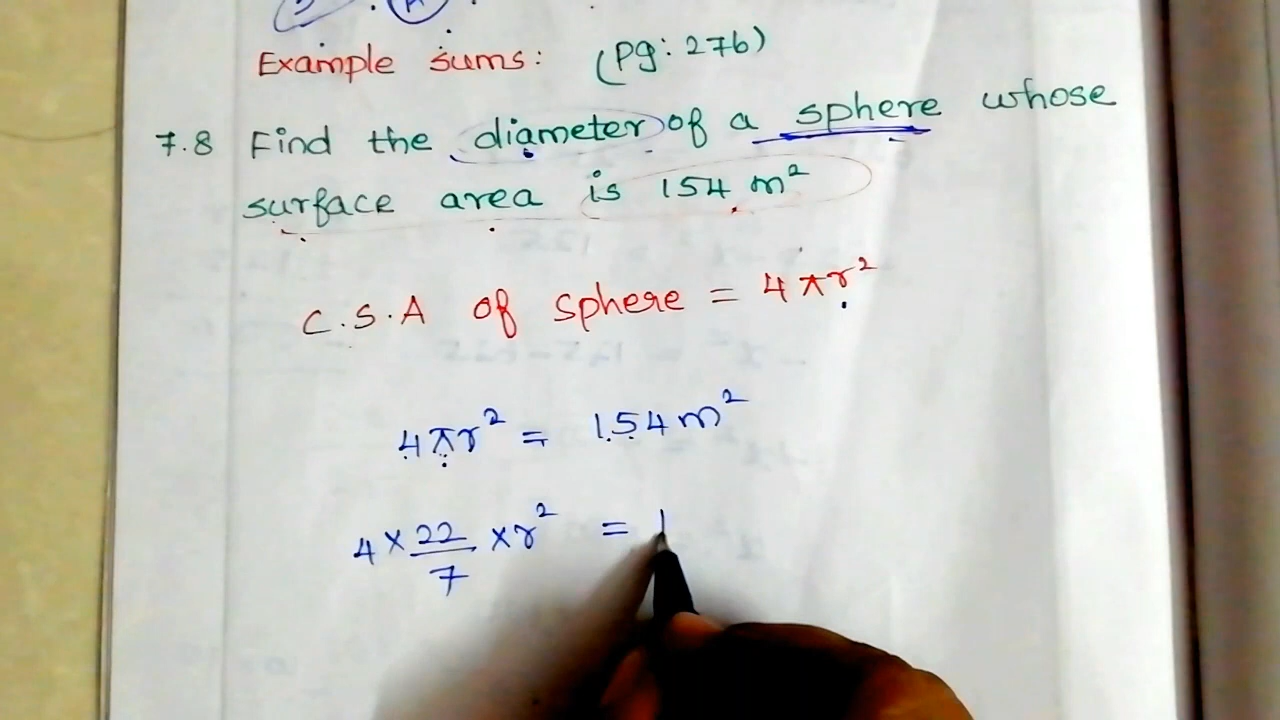 Example sums: (Pg: 276)
7.8 Find the diameter of a sphere whose
surface area is 154 m²
C.S.A of sphere = 4πr²
4πr² = 154 m²
4 × 22/7 × r² = 1